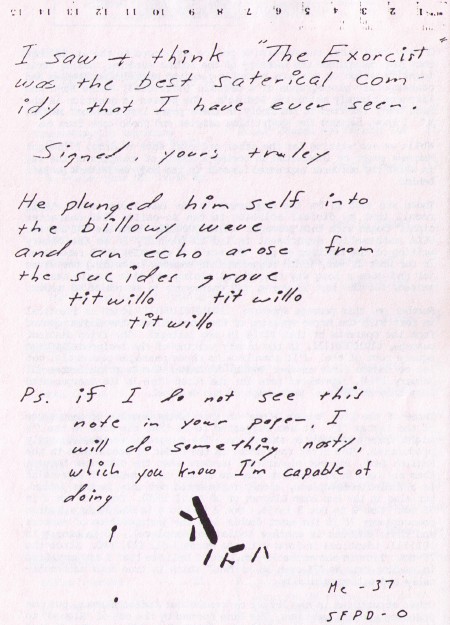 I saw + think "The Exorcist"
was the best saterical com-
idy that I have ever seen.
Signed, yours truley,
He plunged him self into
the billowy wave
and an echo arose from
the sucides grave
titwillo titwillo
titwillo
Ps. if I do not see this
note in your paper, I
will do something nasty,
which you know I'm capable of
doing
Me - 37
SFPD - 0